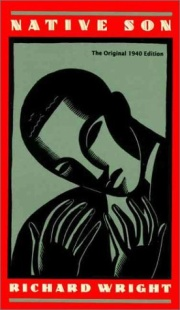 NATIVE SON
The Original 1940 Edition
RICHARD WRIGHT